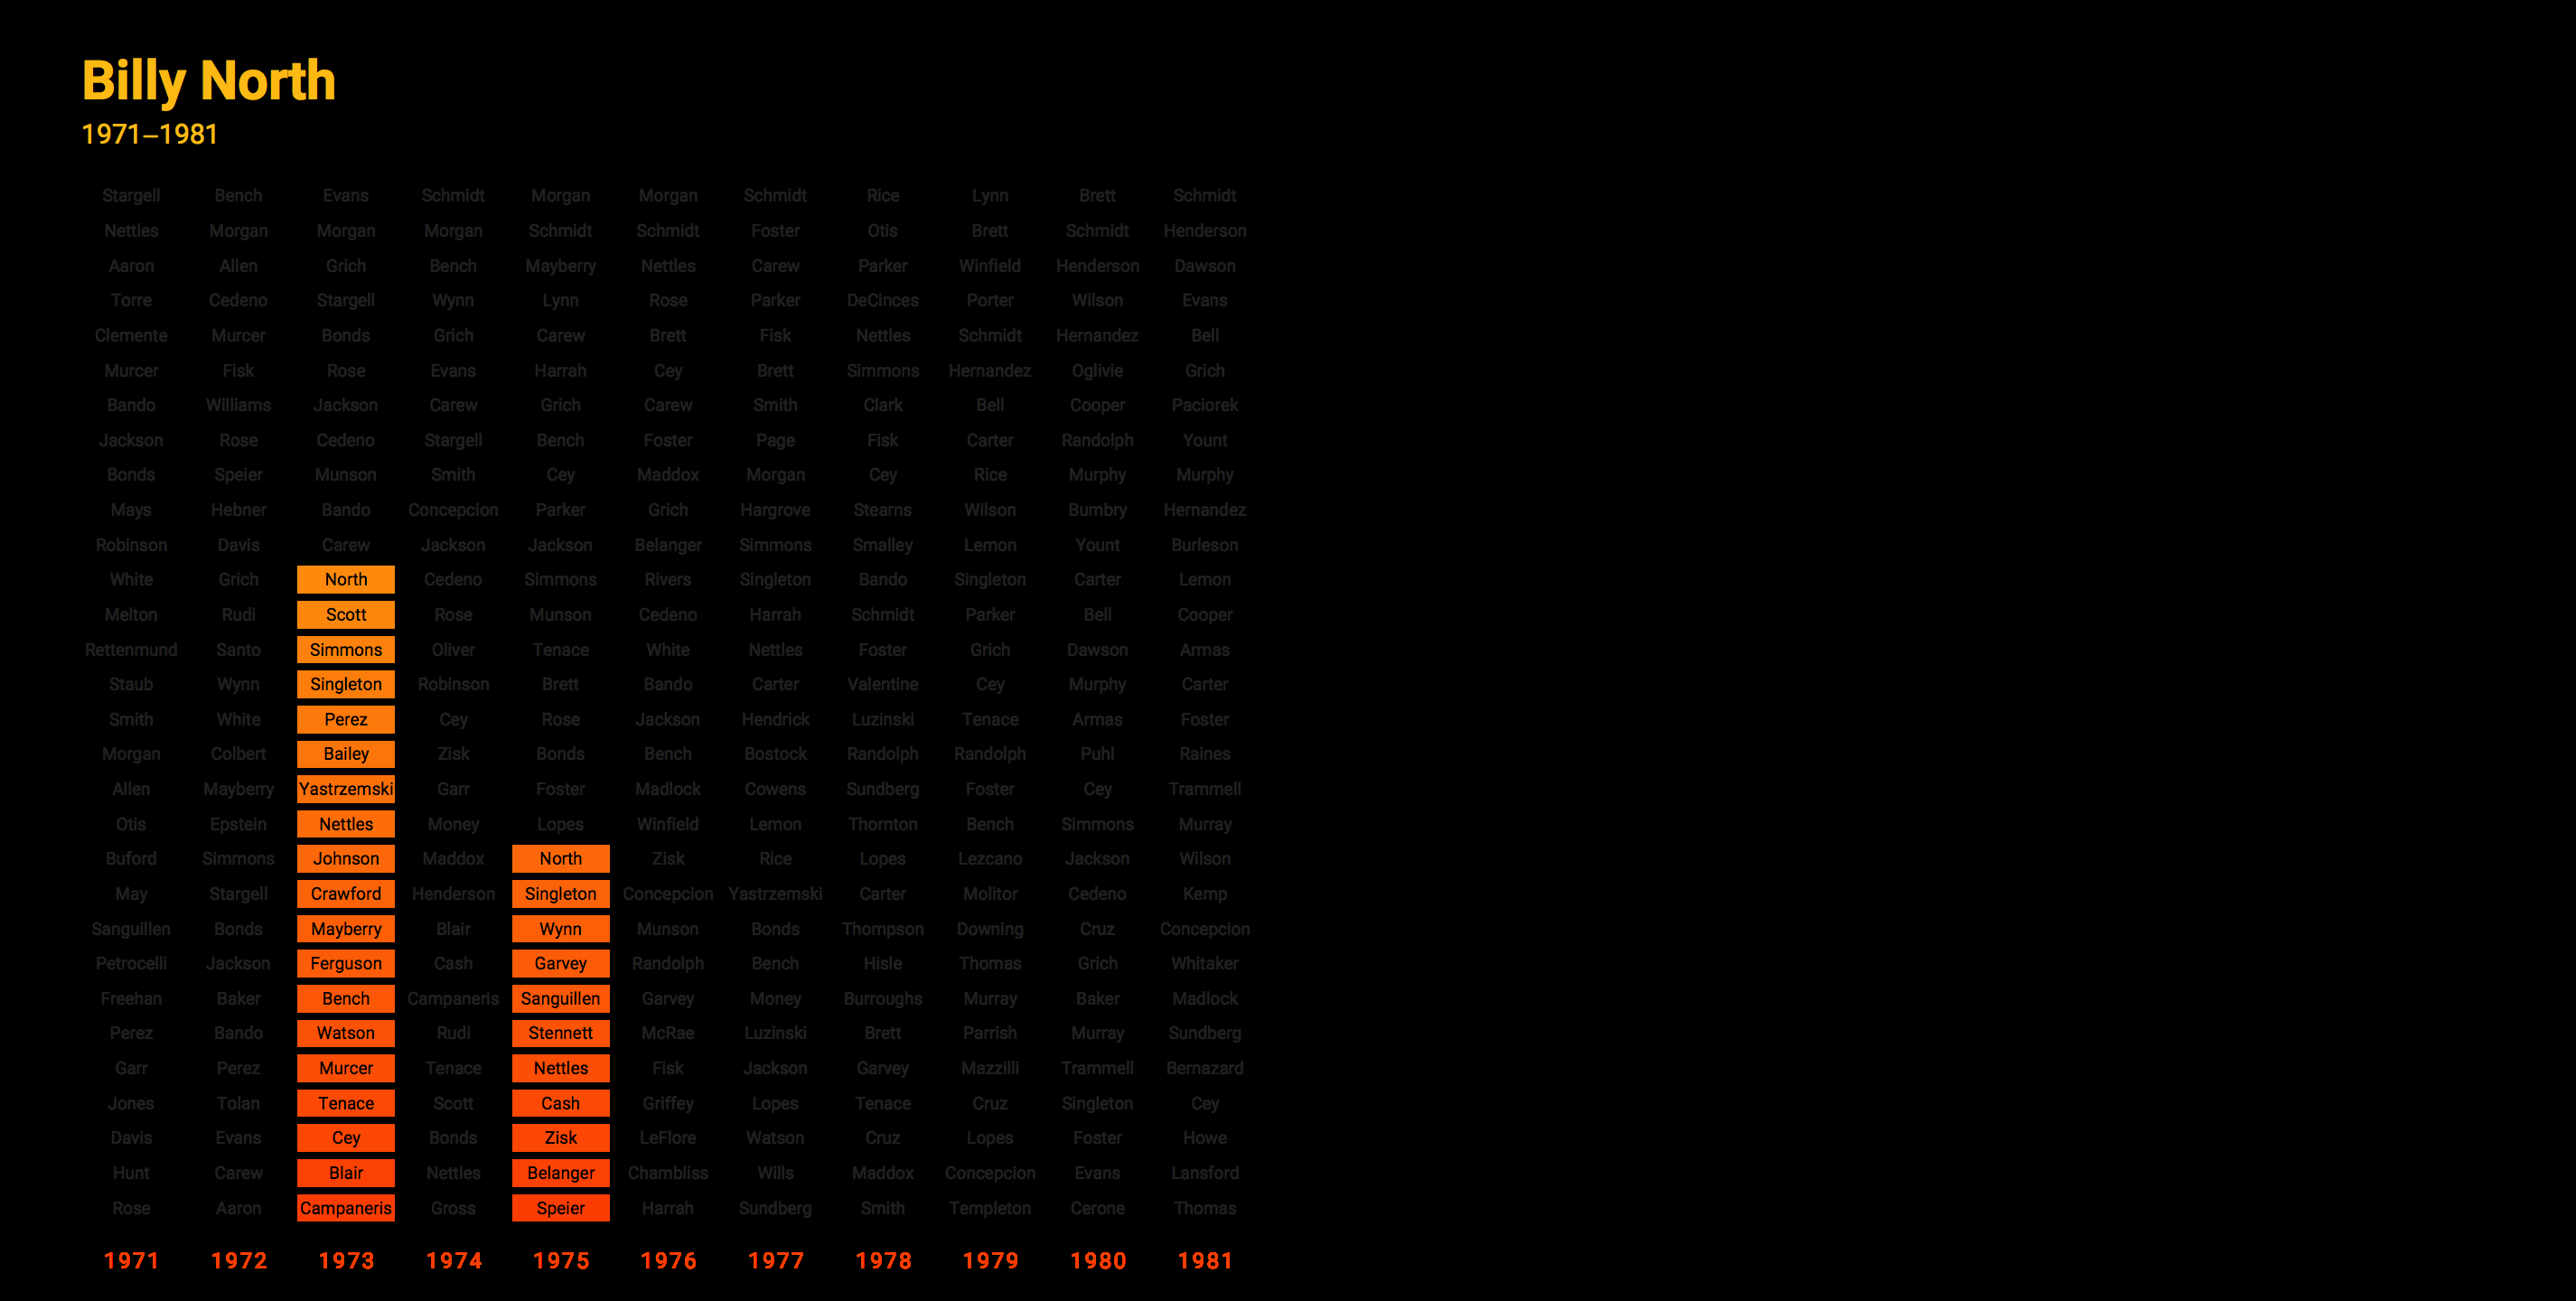 Billy North
1971–1981
Stargell Bench Evans Schmidt Morgan Morgan Schmidt Rice Lynn Brett Schmidt
Nettles Morgan Morgan Morgan Schmidt Schmidt Foster Otis Brett Schmidt Henderson
Aaron Allen Grich Bench Mayberry Nettles Carew Parker Winfield Henderson Dawson
Torre Cedeno Stargell Wynn Lynn Rose Parker DeCinces Porter Wilson Evans
Clemente Murcer Bonds Grich Carew Brett Fisk Nettles Schmidt Hernandez Bell
Murcer Fisk Rose Evans Harrah Cey Brett Simmons Hernandez Oglivie Grich
Bando Williams Jackson Carew Grich Carew Smith Clark Bell Cooper Paciorek
Jackson Rose Cedeno Stargell Bench Foster Page Fisk Carter Randolph Yount
Bonds Speier Munson Smith Cey Maddox Morgan Cey Rice Murphy Murphy
Mays Hebner Bando Concepcion Parker Grich Hargrove Stearns Wilson Bumbry Hernandez
Robinson Davis Carew Jackson Jackson Belanger Simmons Smalley Lemon Yount Burleson
White Grich North Cedeno Simmons Rivers Singleton Bando Singleton Carter Lemon
Melton Rudi Scott Rose Munson Cedeno Harrah Schmidt Parker Bell Cooper
Rettenmund Santo Simmons Oliver Tenace White Nettles Foster Grich Dawson Armas
Staub Wynn Singleton Robinson Brett Bando Carter Valentine Cey Murphy Carter
Smith White Perez Cey Rose Jackson Hendrick Luzinski Tenace Armas Foster
Morgan Colbert Bailey Zisk Bonds Bench Bostock Randolph Randolph Puhl Raines
Allen Mayberry Yastrzemski Garr Foster Madlock Cowens Sundberg Foster Cey Trammell
Otis Epstein Nettles Money Lopes Winfield Lemon Thornton Bench Simmons Murray
Buford Simmons Johnson Maddox North Zisk Rice Lopes Lezcano Jackson Wilson
May Stargell Crawford Henderson Singleton Concepcion Yastrzemski Carter Molitor Cedeno Kemp
Sanguillen Bonds Mayberry Blair Wynn Munson Bonds Thompson Downing Cruz Concepcion
Petrocelli Jackson Ferguson Cash Garvey Randolph Bench Hisle Thomas Grich Whitaker
Freehan Baker Bench Campaneris Sanguillen Garvey Money Burroughs Murray Baker Madlock
Perez Bando Watson Rudi Stennett McRae Luzinski Brett Parrish Murray Sundberg
Garr Perez Murcer Tenace Nettles Fisk Jackson Garvey Mazzilli Trammell Bernazard
Jones Tolan Tenace Scott Cash Griffey Lopes Tenace Cruz Singleton Cey
Davis Evans Cey Bonds Zisk LeFlore Watson Cruz Lopes Foster Howe
Hunt Carew Blair Nettles Belanger Chambliss Wills Maddox Concepcion Evans Lansford
Rose Aaron Campaneris Gross Speier Harrah Sundberg Smith Templeton Cerone Thomas
1971 1972 1973 1974 1975 1976 1977 1978 1979 1980 1981